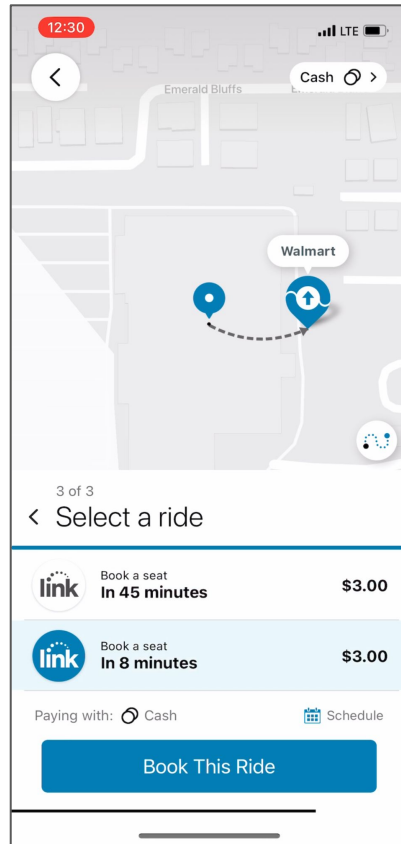 12:30
LTE
Cash
Emerald Bluffs
Walmart
3 of 3
Select a ride
link
Book a seat
In 45 minutes
$3.00
link
Book a seat
In 8 minutes
$3.00
Paying with: Cash
Schedule
Book This Ride